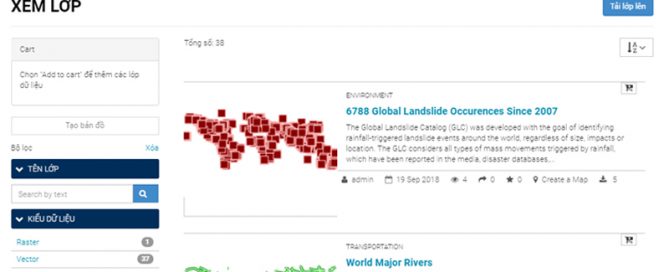 XEM LỚP
Tải lớp lên
Cart
Chọn "Add to cart" để thêm các lớp
dữ liệu
Tạo bản đồ
Bộ lọc
Xóa
TÊN LỚP
Search by text
KIỂU DỮ LIỆU
Raster
1
Vector
37
Tổng số: 38
ENVIRONMENT
6788 Global Landslide Occurences Since 2007
The Global Landslide Catalog (GLC) was developed with the goal of identifying
rainfall-triggered landslide events around the world, regardless of size, impacts or
location. The GLC considers all types of mass movements triggered by rainfall,
which have been reported in the media, disaster databases,...
admin 19 Sep 2018 4 0 0 Create a Map 5
TRANSPORTATION
World Major Rivers